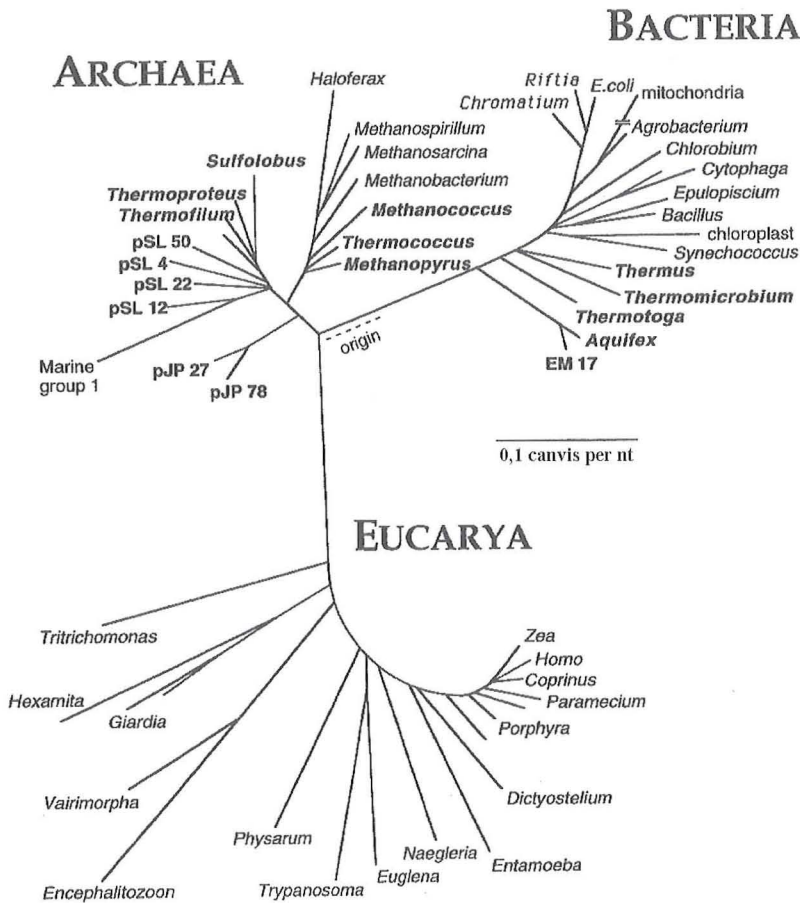 BACTERIA
ARCHAEA
Haloferax
Riftia
E.coli
mitochondria
Chromatium
Agrobacterium
Methanospirillum
Methanosarcina
Chlorobium
Sulfolobus
Cytophaga
Methanobacterium
Thermoproteus
Epulopiscium
Thermofilum
Methanococcus
Bacillus
pSL 50
chloroplast
Thermococcus
Synechococcus
pSL 4
Methanopyrus
Thermus
pSL 22
Thermomicrobium
pSL 12
Thermotoga
origin
Aquifex
Marine
group 1
pJP 27
EM 17
pJP 78
0,1 canvis per nt
EUCARYA
Tritrichomonas
Zea
Homo
Coprinus
Hexamita
Paramecium
Giardia
Porphyra
Vairimorpha
Dictyostelium
Physarum
Naegleria
Entamoeba
Euglena
Encephalitozoon
Trypanosoma